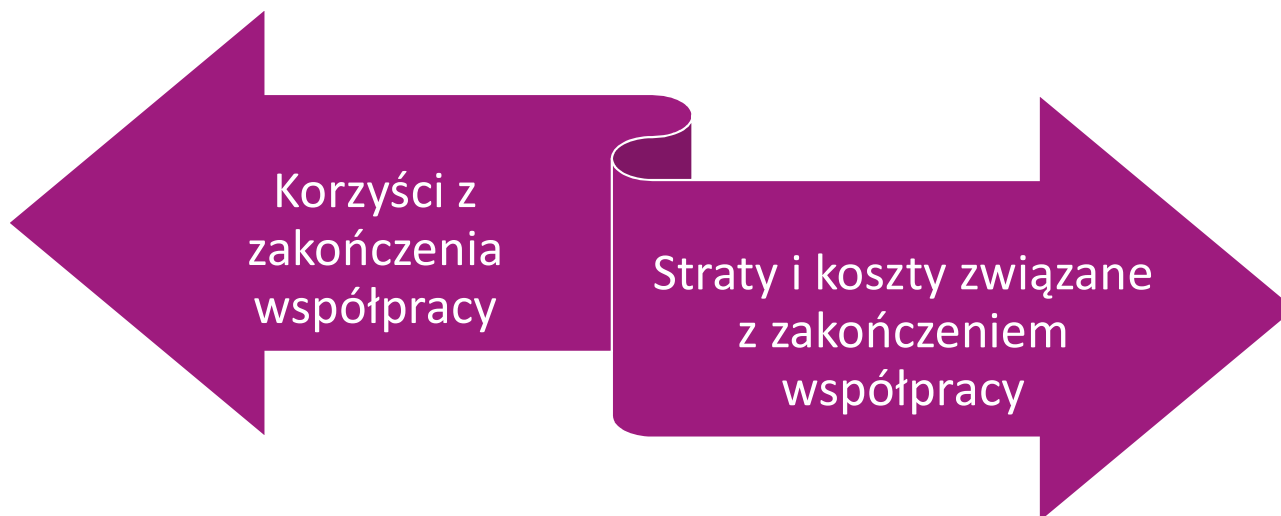 Korzyści z
zakończenia
współpracy
Straty i koszty związane
z zakończeniem
współpracy